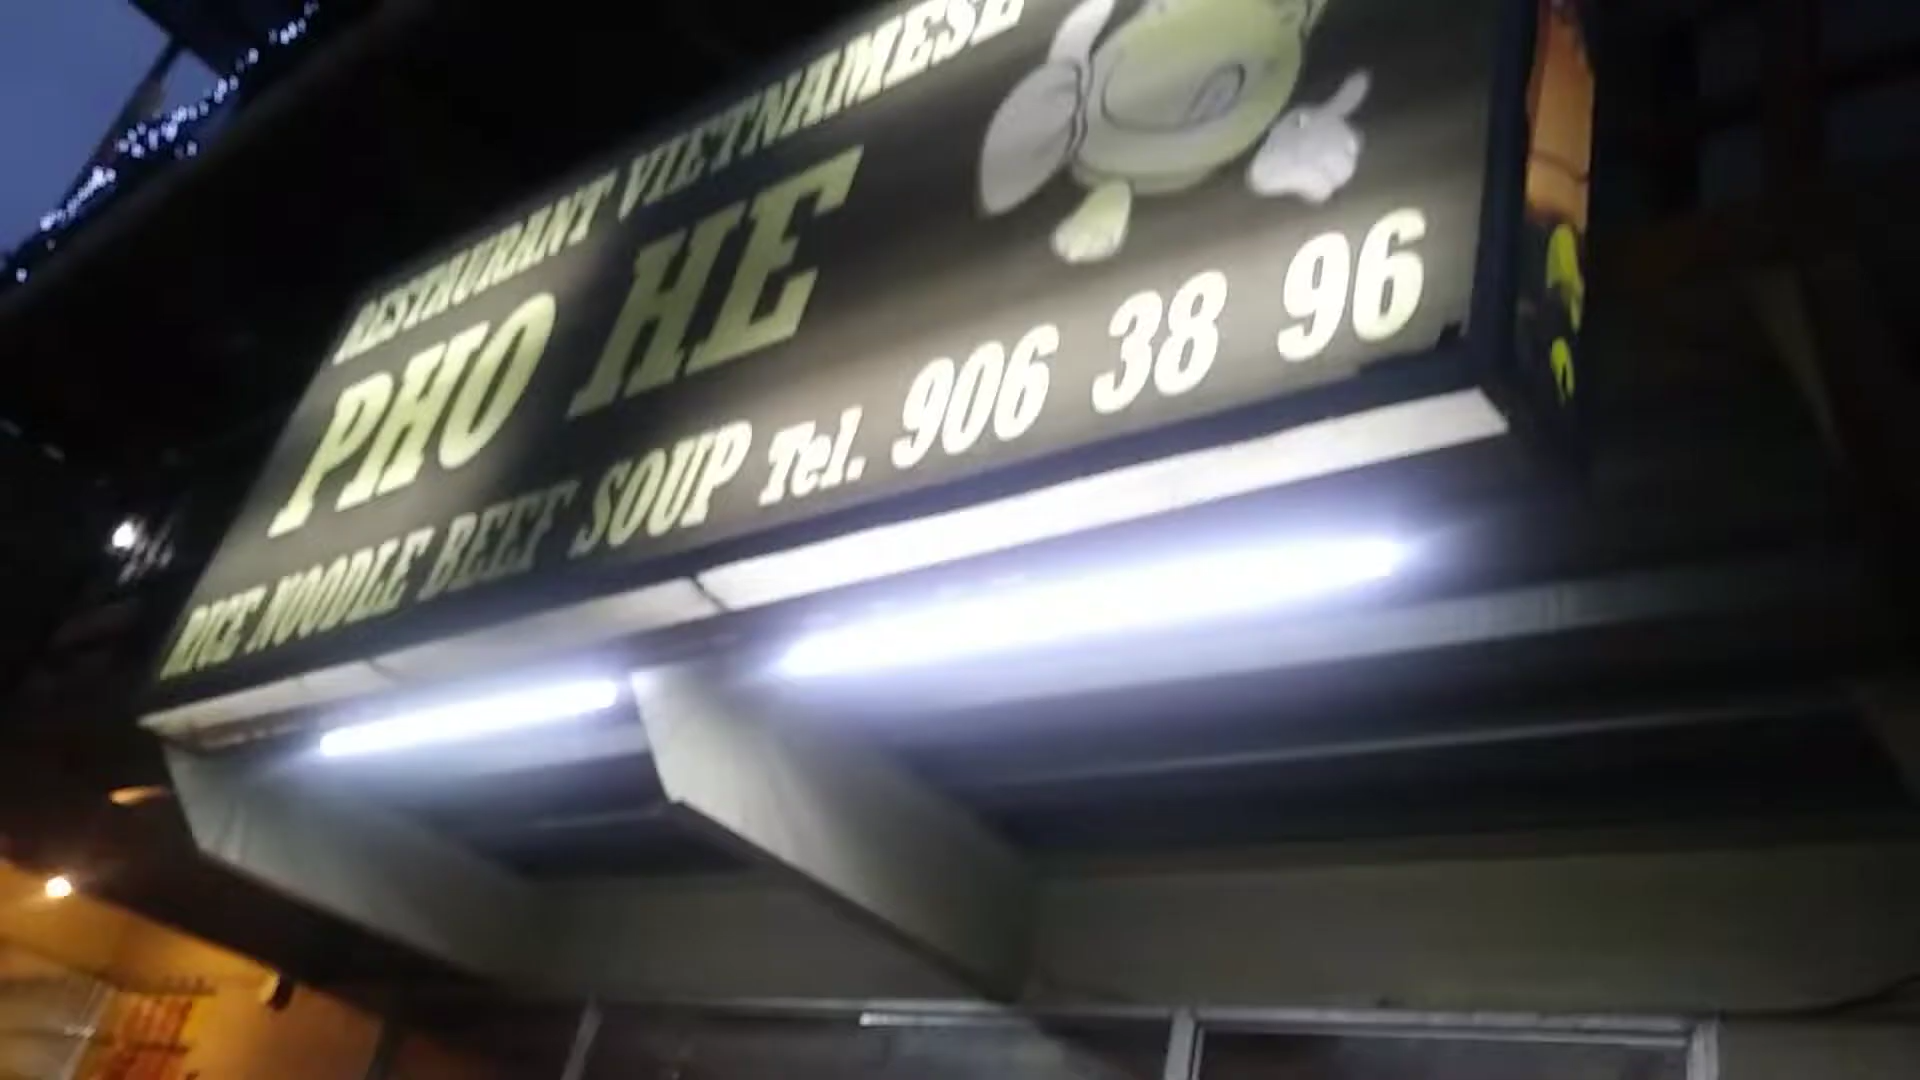 RESTAURANT VIETNAMESE
PHO HE
RICE NOODLE BEEF SOUP Tel. 906 38 96